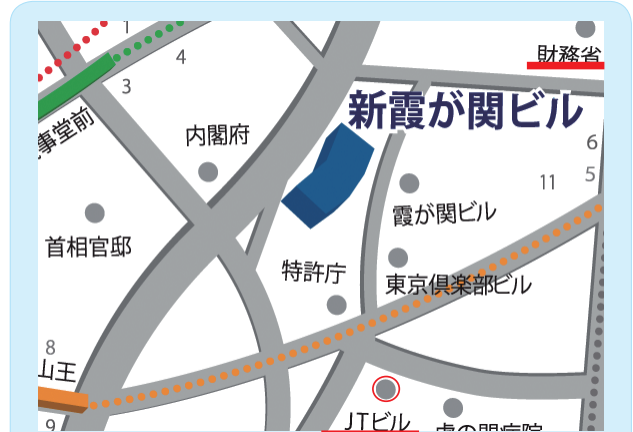 1
4
3
財務省
新霞が関ビル
事堂前
内閣府
6
5
11
霞が関ビル
首相官邸
特許庁
東京倶楽部ビル
8
山王
9
JTビル
虎の門病院